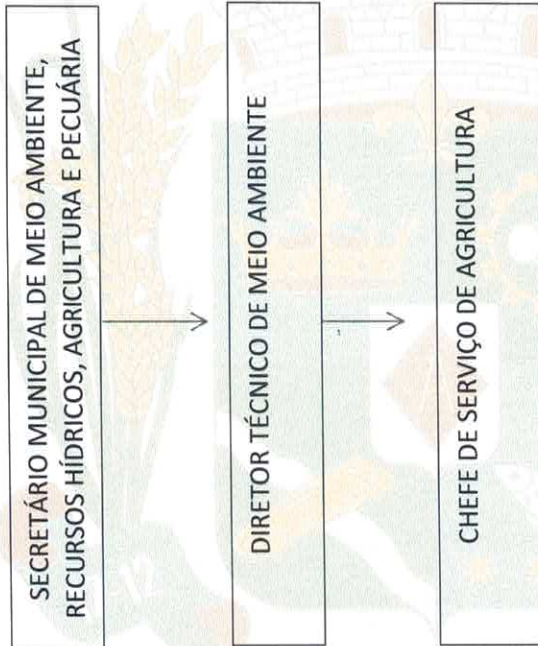 SECRETÁRIO MUNICIPAL DE MEIO AMBIENTE,
RECURSOS HÍDRICOS, AGRICULTURA E PECUÁRIA
DIRETOR TÉCNICO DE MEIO AMBIENTE
CHEFE DE SERVIÇO DE AGRICULTURA